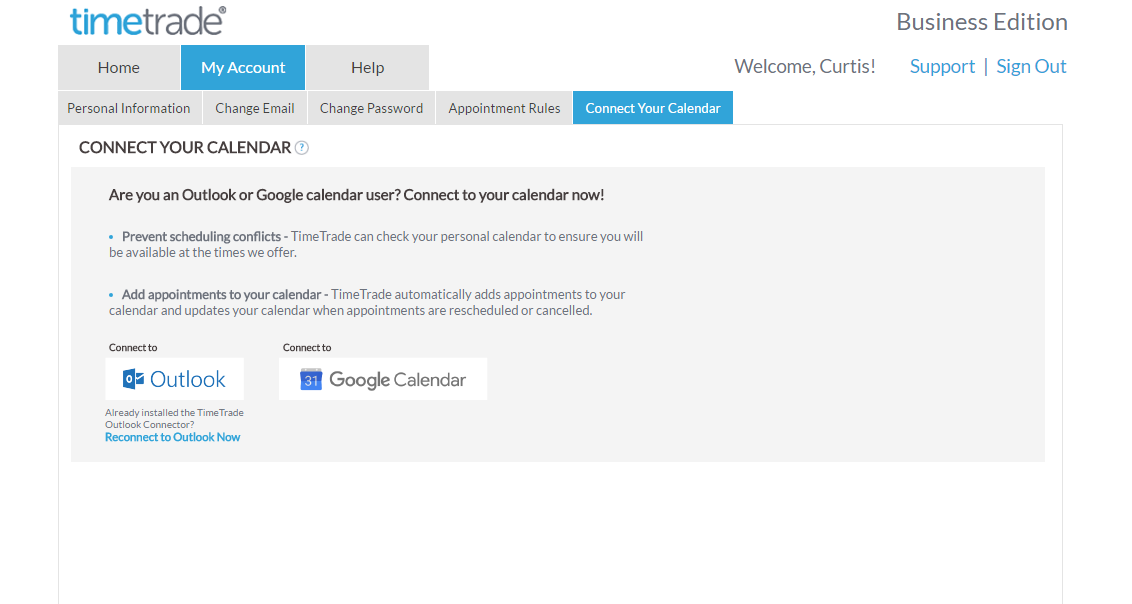 timetrade®
Business Edition
Home
My Account
Help
Welcome, Curtis!
Support | Sign Out
Personal Information
Change Email
Change Password
Appointment Rules
Connect Your Calendar
CONNECT YOUR CALENDAR ?
Are you an Outlook or Google calendar user? Connect to your calendar now!
• Prevent scheduling conflicts - TimeTrade can check your personal calendar to ensure you will
be available at the times we offer.
• Add appointments to your calendar - TimeTrade automatically adds appointments to your
calendar and updates your calendar when appointments are rescheduled or cancelled.
Connect to
Outlook
Already installed the TimeTrade
Outlook Connector?
Reconnect to Outlook Now
Connect to
31 Google Calendar